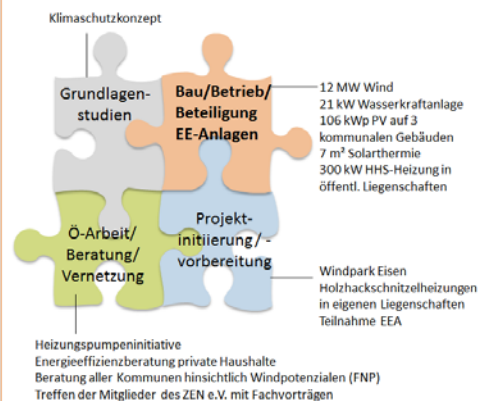 Klimaschutzkonzept
Grundlagen-
studien
Bau/Betrieb/
Beteiligung
EE-Anlagen
12 MW Wind
21 kW Wasserkraftanlage
106 kWp PV auf 3
kommunalen Gebäuden
7 m² Solarthermie
300 kW HHS-Heizung in
öffentl. Liegenschaften
Ö-Arbeit/
Beratung/
Vernetzung
Projekt-
initiierung/ -
vorbereitung
Windpark Eisen
Holzhackschnitzelheizungen
in eigenen Liegenschaften
Teilnahme EEA
Heizungspumpeninitiative
Energieeffizienzberatung private Haushalte
Beratung aller Kommunen hinsichtlich Windpotenzialen (FNP)
Treffen der Mitglieder des ZEN e.V. mit Fachvorträgen